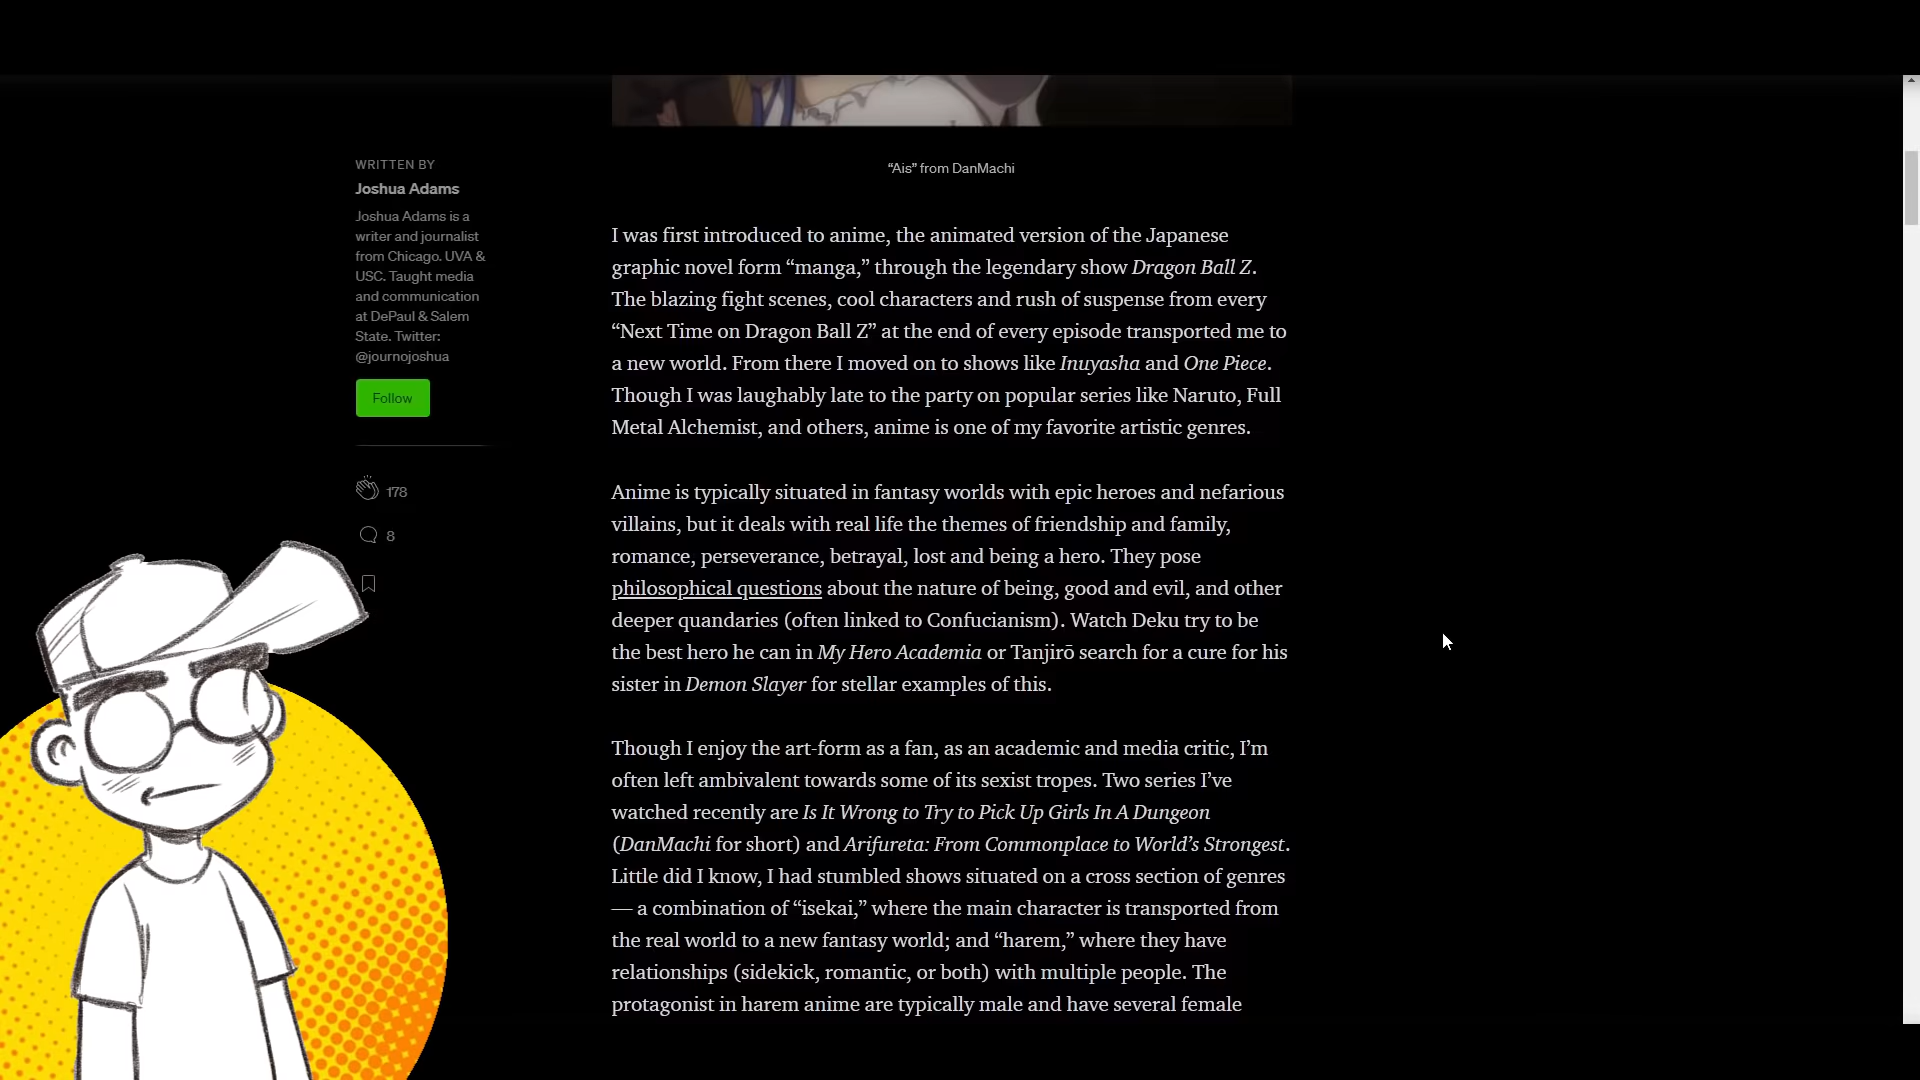 WRITTEN BY
Joshua Adams
Joshua Adams is a
writer and journalist
from Chicago. UVA &
USC. Taught media
and communication
at DePaul & Salem
State. Twitter:
@journojoshua
Follow
178
8
“Ais” from DanMachi
I was first introduced to anime, the animated version of the Japanese
graphic novel form “manga,” through the legendary show Dragon Ball Z.
The blazing fight scenes, cool characters and rush of suspense from every
“Next Time on Dragon Ball Z” at the end of every episode transported me to
a new world. From there I moved on to shows like Inuyasha and One Piece.
Though I was laughably late to the party on popular series like Naruto, Full
Metal Alchemist, and others, anime is one of my favorite artistic genres.
Anime is typically situated in fantasy worlds with epic heroes and nefarious
villains, but it deals with real life the themes of friendship and family,
romance, perseverance, betrayal, lost and being a hero. They pose
philosophical questions about the nature of being, good and evil, and other
deeper quandaries (often linked to Confucianism). Watch Deku try to be
the best hero he can in My Hero Academia or Tanjirō search for a cure for his
sister in Demon Slayer for stellar examples of this.
Though I enjoy the art-form as a fan, as an academic and media critic, I’m
often left ambivalent towards some of its sexist tropes. Two series I’ve
watched recently are Is It Wrong to Try to Pick Up Girls In A Dungeon
(DanMachi for short) and Arifureta: From Commonplace to World’s Strongest.
Little did I know, I had stumbled shows situated on a cross section of genres
— a combination of “isekai,” where the main character is transported from
the real world to a new fantasy world; and “harem,” where they have
relationships (sidekick, romantic, or both) with multiple people. The
protagonist in harem anime are typically male and have several female